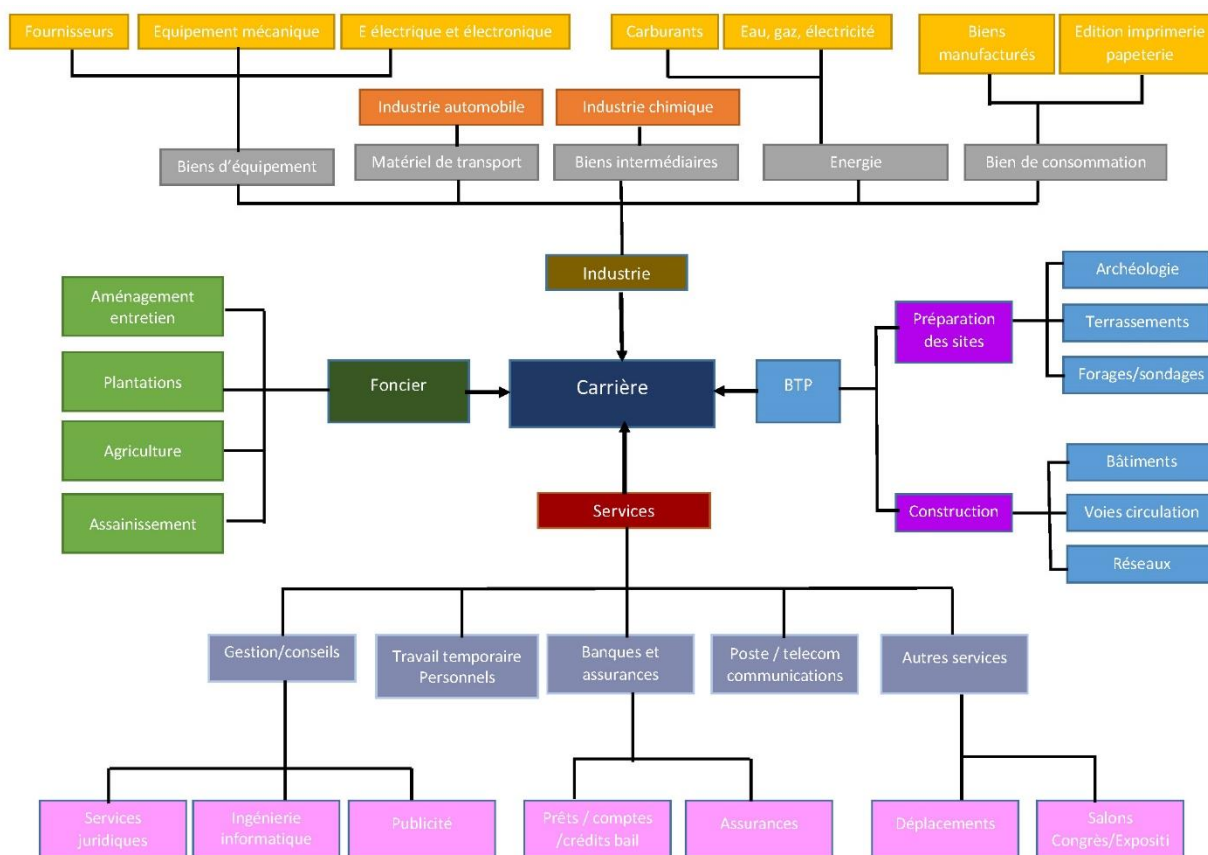 Fournisseurs
Equipement mécanique
E électrique et électronique
Carburants
Eau, gaz, électricité
Biens
manufacturés
Edition imprimerie
papeterie
Industrie automobile
Industrie chimique
Biens d'équipement
Matériel de transport
Biens intermédiaires
Energie
Bien de consommation
Industrie
Aménagement
entretien
Plantations
Agriculture
Assainissement
Foncier
Carrière
BTP
Préparation
des sites
Construction
Archéologie
Terrassements
Forages/sondages
Bâtiments
Voies circulation
Réseaux
Services
Gestion/conseils
Travail temporaire
Personnels
Banques et
assurances
Poste / telecom
communications
Autres services
Services
juridiques
Ingénierie
informatique
Publicité
Prêts / comptes
/crédits bail
Assurances
Déplacements
Salons
Congrès/Expositi